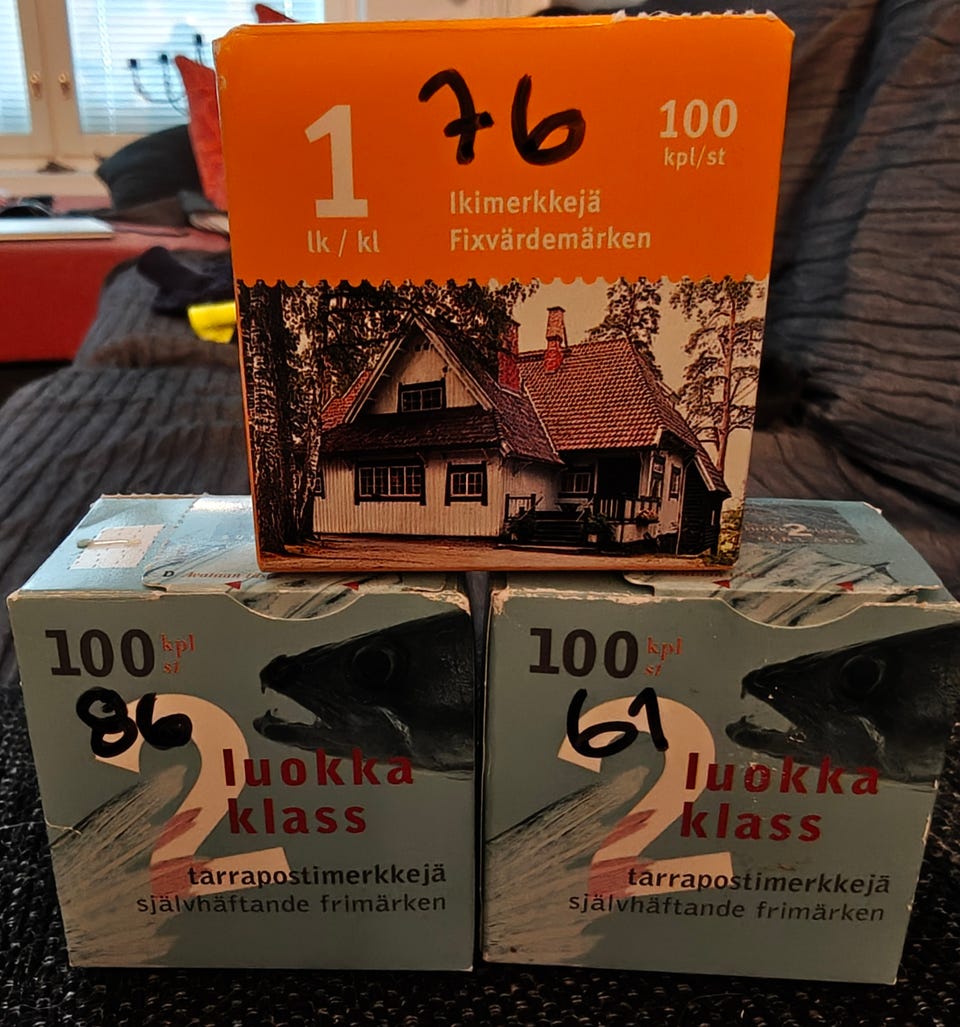 76
1
lk / kl
100
kpl/st
Ikimerkkejä
Fixvärdemärken
2
100 kpl
st
86
2
luokka
klass
tarrapostimerkkejä
självhäftande frimärken
100 kpl
st
61
2
luokka
klass
tarrapostimerkkejä
självhäftande frimärken